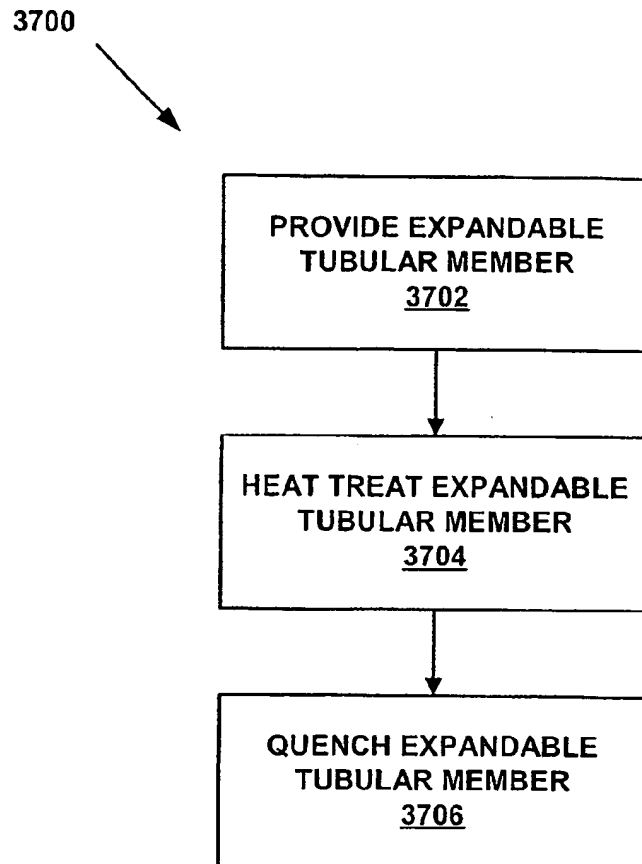 3700
PROVIDE EXPANDABLE
TUBULAR MEMBER
3702
HEAT TREAT EXPANDABLE
TUBULAR MEMBER
3704
QUENCH EXPANDABLE
TUBULAR MEMBER
3706